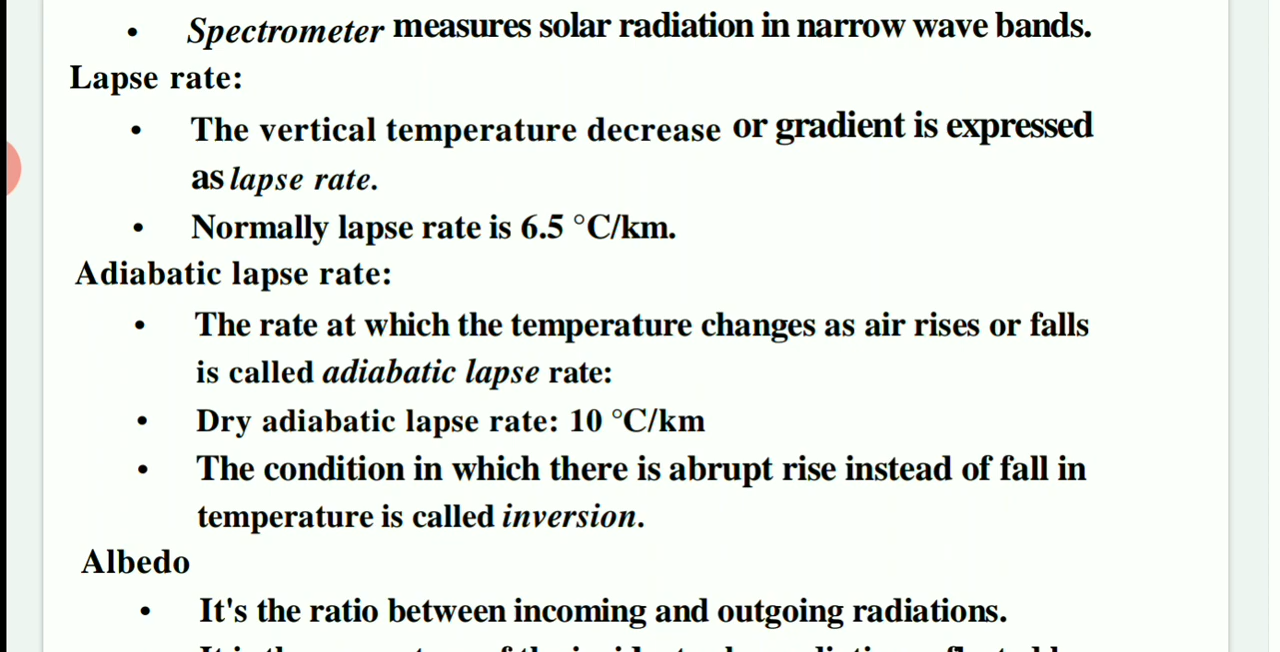 • Spectrometer measures solar radiation in narrow wave bands.
Lapse rate:
• The vertical temperature decrease or gradient is expressed
as lapse rate.
• Normally lapse rate is 6.5 °C/km.
Adiabatic lapse rate:
• The rate at which the temperature changes as air rises or falls
is called adiabatic lapse rate:
• Dry adiabatic lapse rate: 10 °C/km
• The condition in which there is abrupt rise instead of fall in
temperature is called inversion.
Albedo
• It's the ratio between incoming and outgoing radiations.